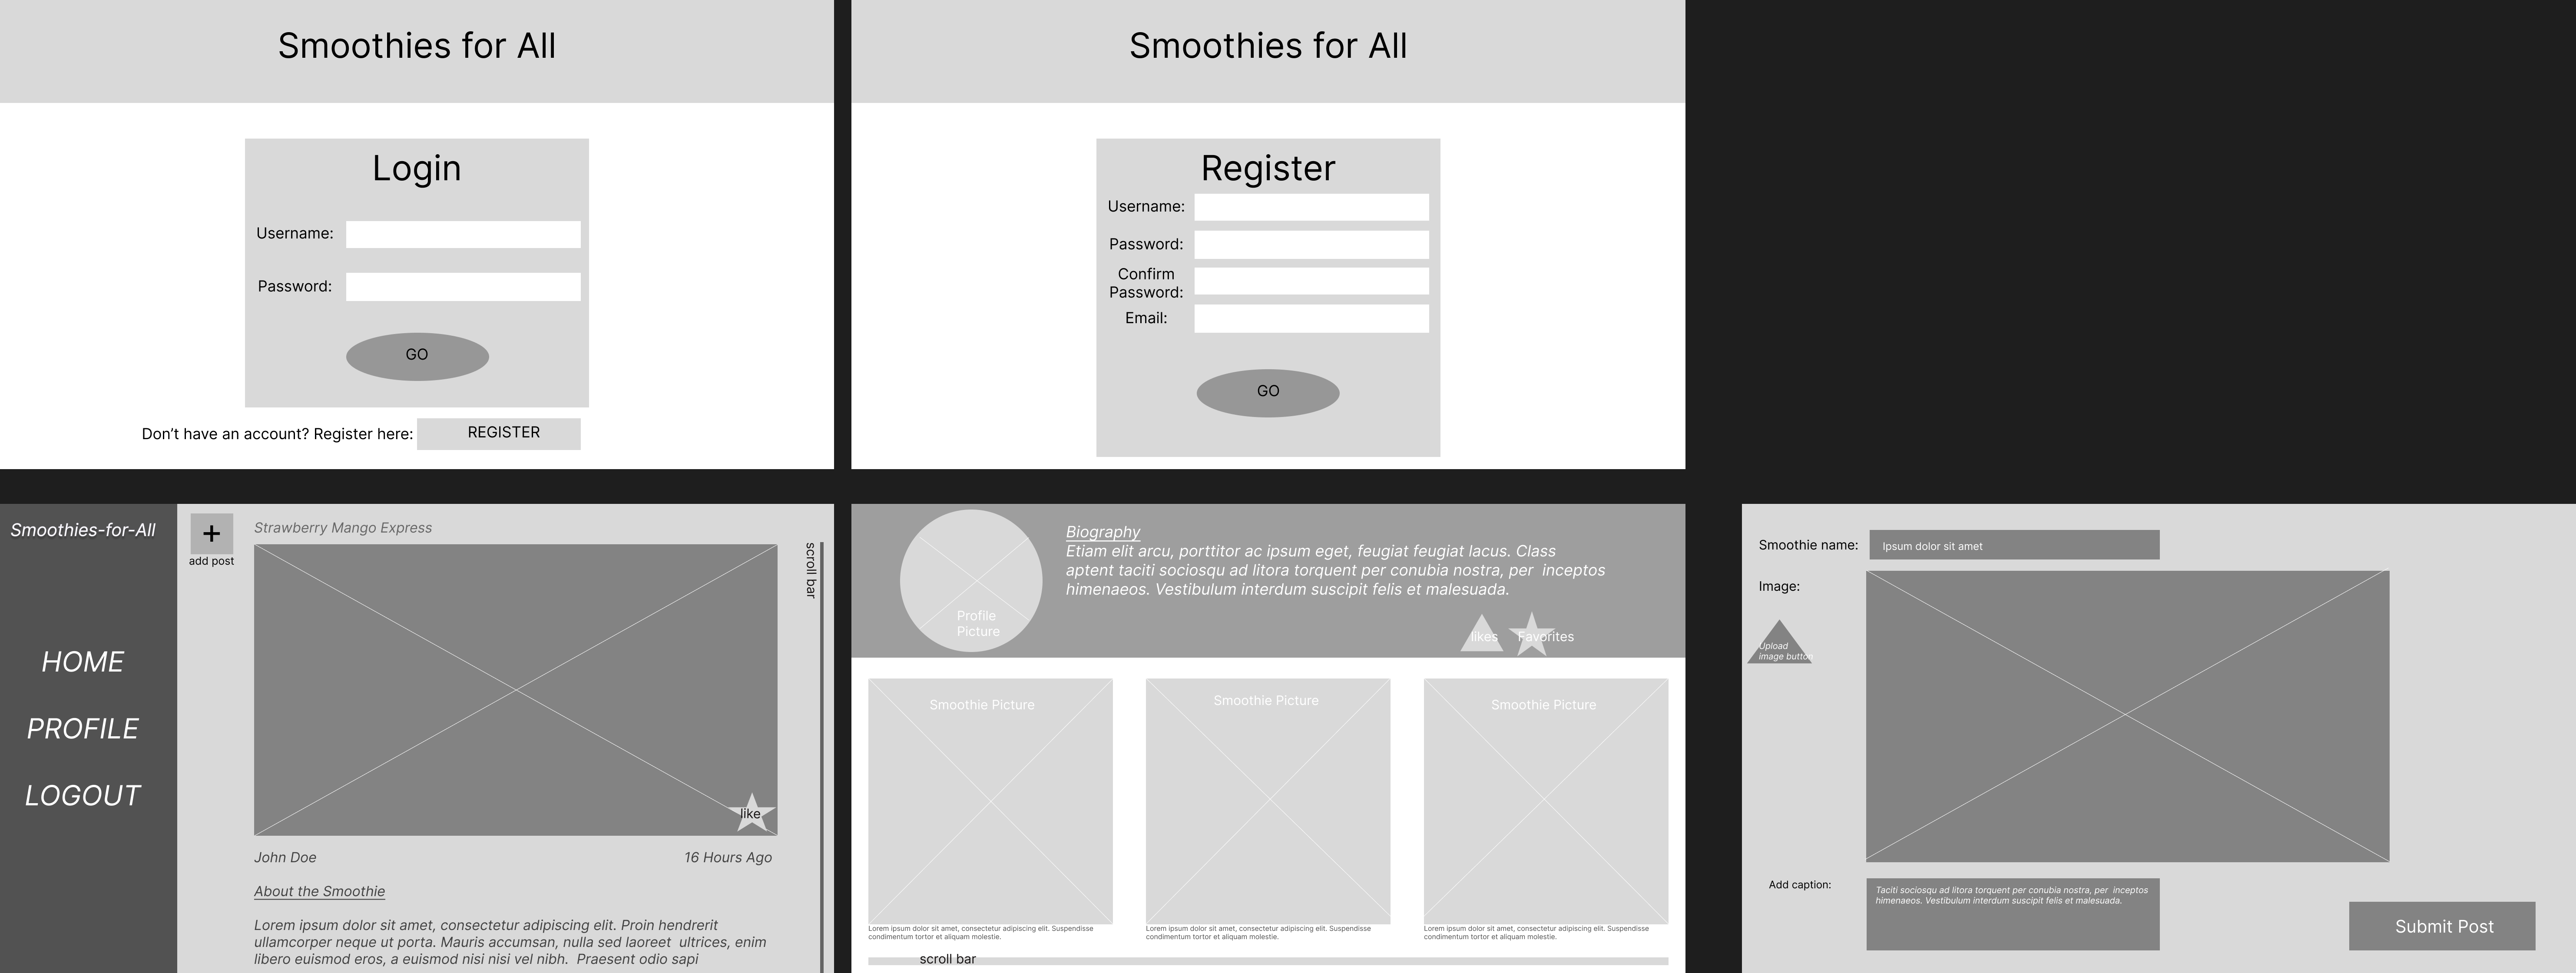 Smoothies for All
Login
Username:
Password:
GO
Don't have an account? Register here:
REGISTER
Smoothies for All
Register
Username:
Password:
Confirm
Password:
Email:
GO
Smoothies-for-All
HOME
PROFILE
LOGOUT
+
add post
Strawberry Mango Express
scroll bar
like
John Doe
16 Hours Ago
About the Smoothie
Lorem ipsum dolor sit amet, consectetur adipiscing elit. Proin hendrerit
ullamcorper neque ut porta. Mauris accumsan, nulla sed laoreet ultrices, enim
libero euismod eros, a euismod nisi nisi vel nibh. Praesent odio sapi
Profile
Picture
Biography
Etiam elit arcu, porttitor ac ipsum eget, feugiat feugiat lacus. Class
aptent taciti sociosqu ad litora torquent per conubia nostra, per inceptos
himenaeos. Vestibulum interdum suscipit felis et malesuada.
likes
Favorites
Smoothie Picture
Smoothie Picture
Smoothie Picture
Lorem ipsum dolor sit amet, consectetur adipiscing elit. Suspendisse
condimentum tortor et aliquam molestie.
Lorem ipsum dolor sit amet, consectetur adipiscing elit. Suspendisse
condimentum tortor et aliquam molestie.
Lorem ipsum dolor sit amet, consectetur adipiscing elit. Suspendisse
condimentum tortor et aliquam molestie.
scroll bar
Smoothie name:
Ipsum dolor sit amet
Image:
Upload
image button
Add caption:
Taciti sociosqu ad litora torquent per conubia nostra, per inceptos
himenaeos. Vestibulum interdum suscipit felis et malesuada.
Submit Post